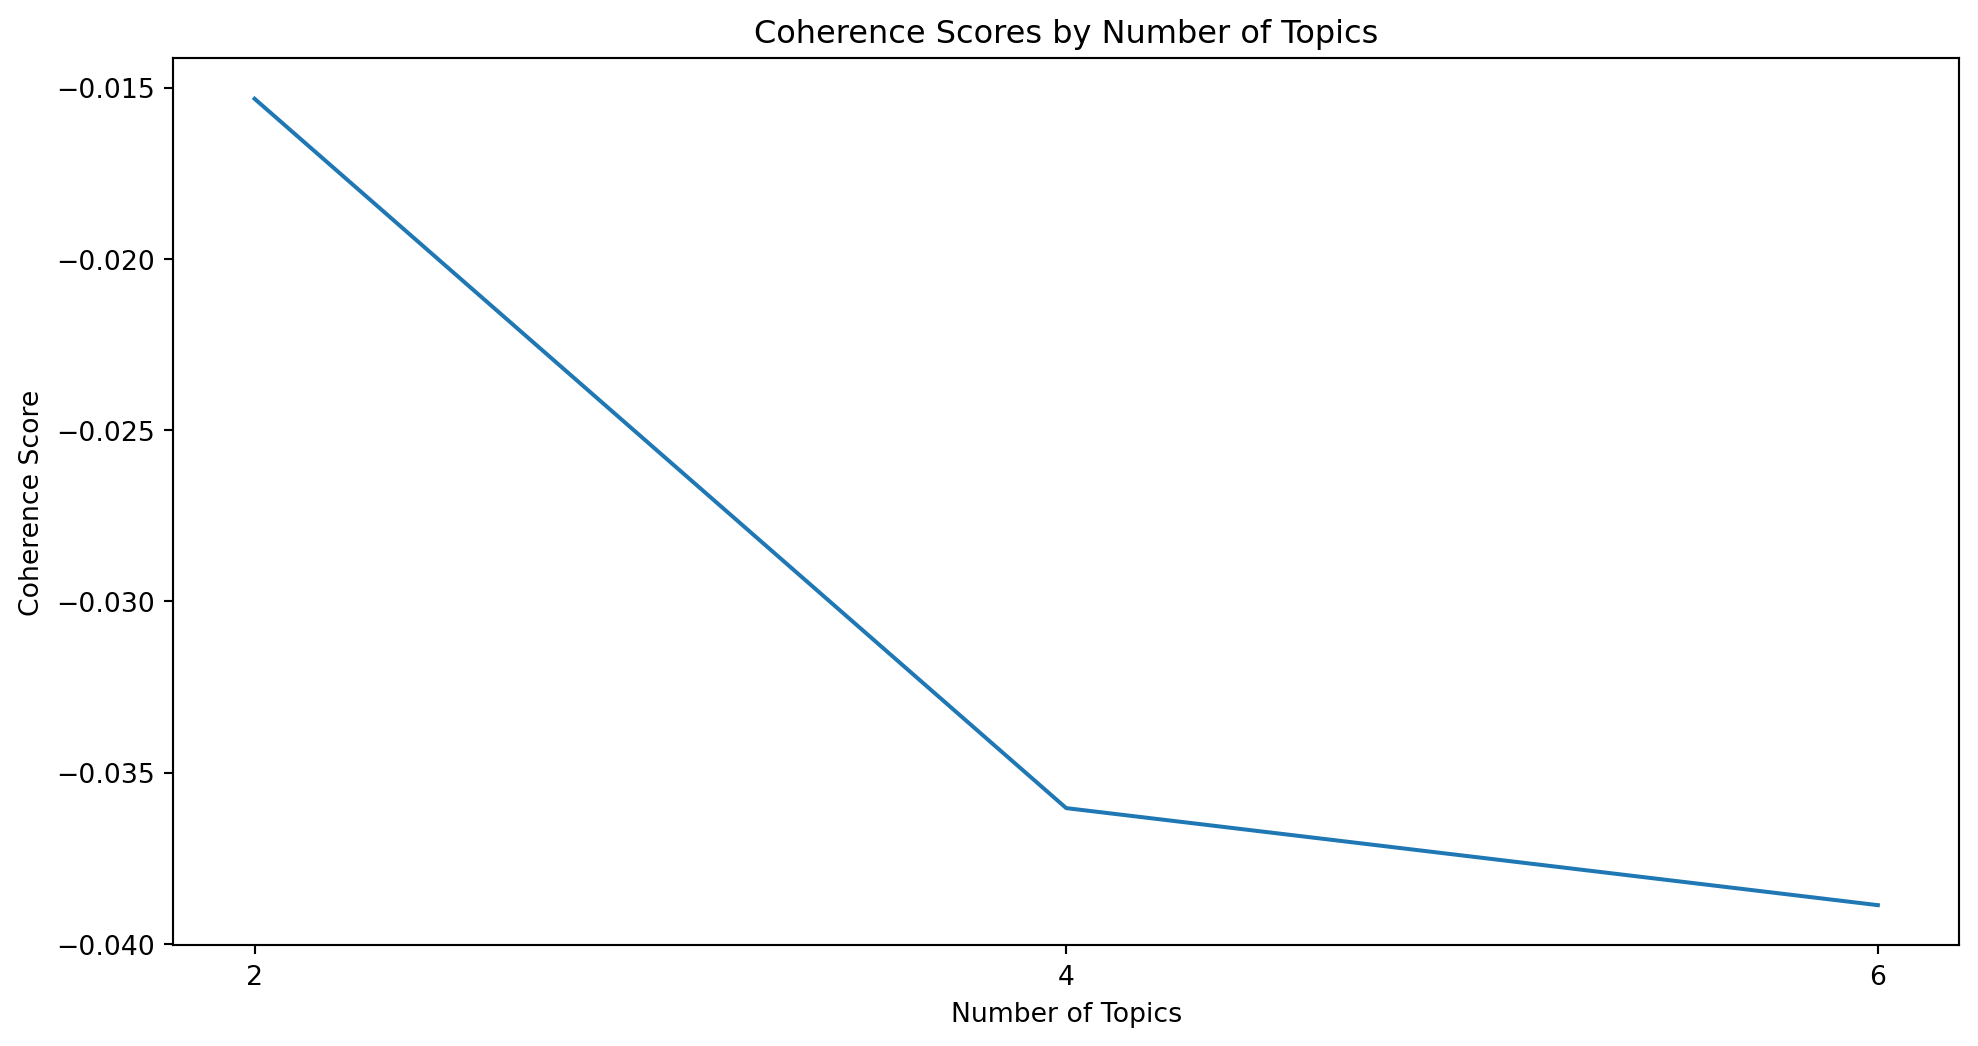 Coherence Scores by Number of Topics
Coherence Score
−0.015
−0.020
−0.025
−0.030
−0.035
−0.040
2 4 6
Number of Topics